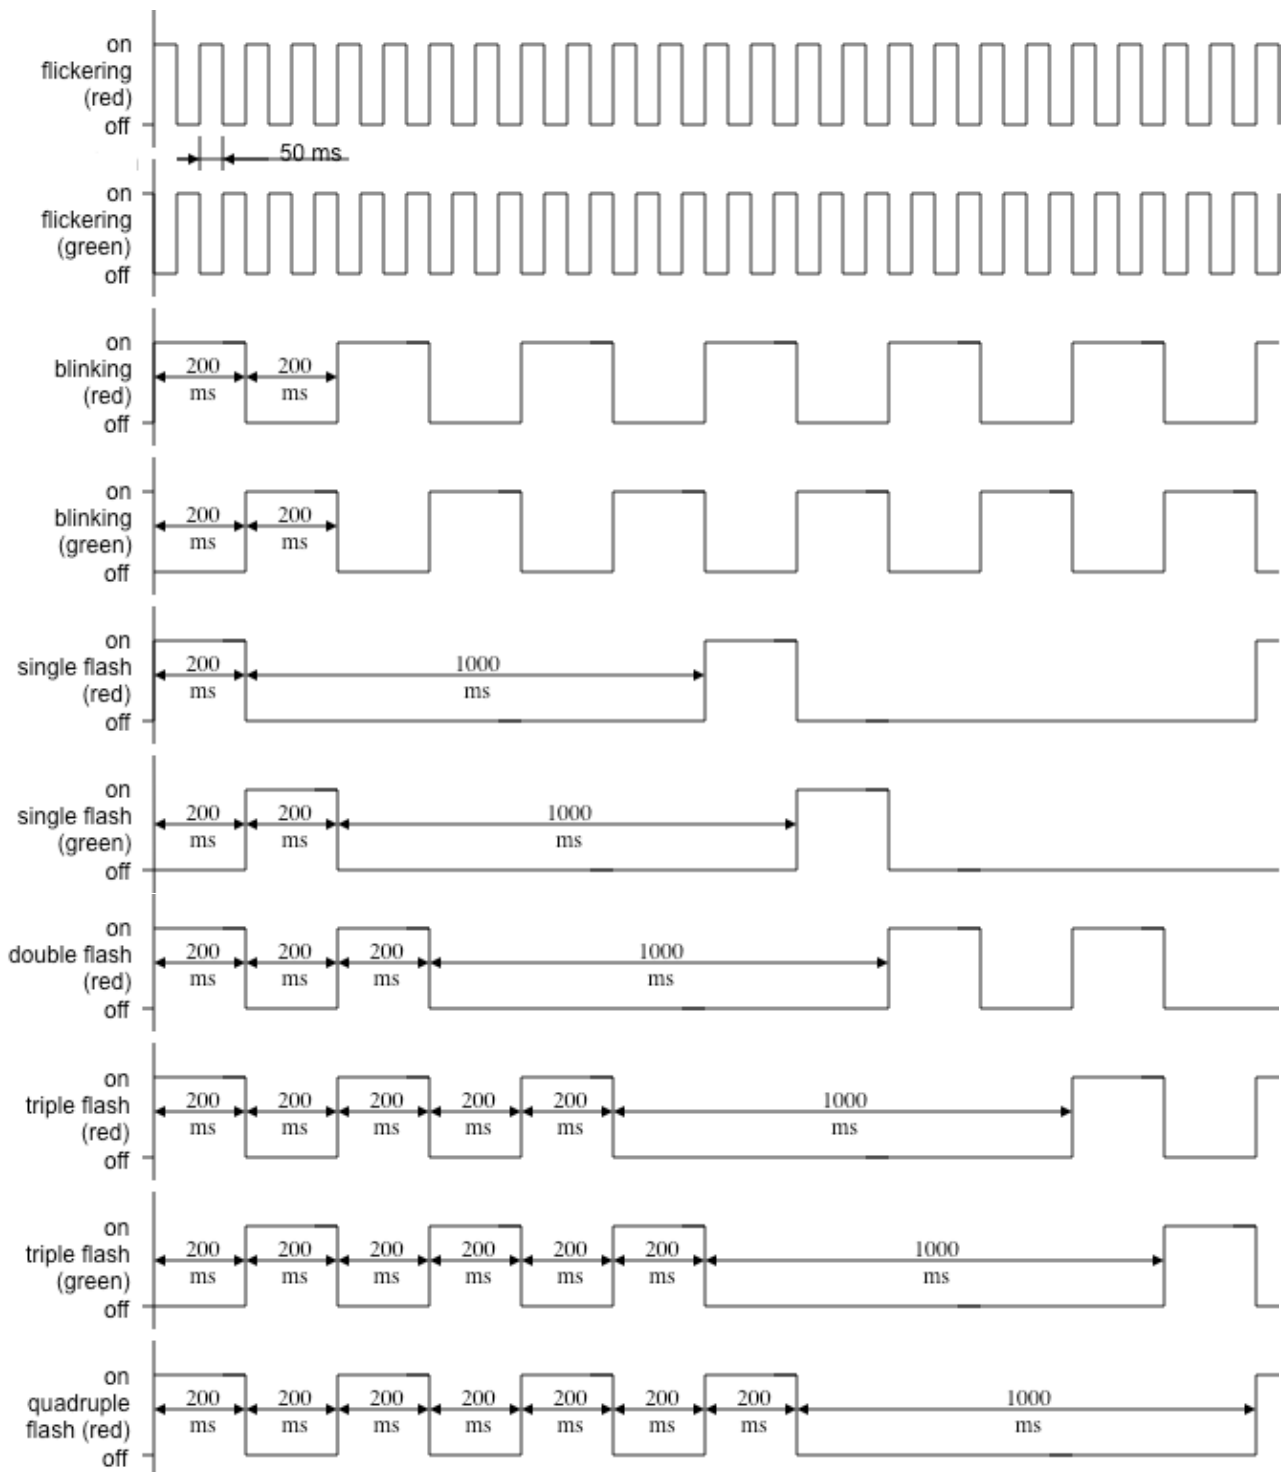 on
flickering
(red)
off
50 ms
on
flickering
(green)
off
on
blinking
(red)
off
200 200
ms ms
on
blinking
(green)
off
200 200
ms ms
on
single flash
(red)
off
200 1000
ms ms
on
single flash
(green)
off
200 200 1000
ms ms ms
on
double flash
(red)
off
200 200 200 1000
ms ms ms ms
on
triple flash
(red)
off
200 200 200 200 200 1000
ms ms ms ms ms ms
on
triple flash
(green)
off
200 200 200 200 200 200 1000
ms ms ms ms ms ms ms
on
quadruple
flash (red)
off
200 200 200 200 200 200 200 1000
ms ms ms ms ms ms ms ms